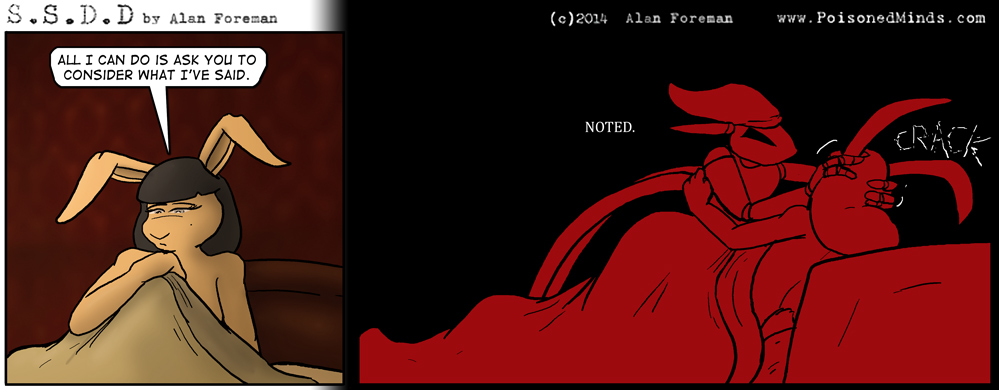 S.S.D.D by Alan Foreman
(c)2014 Alan Foreman www.PoisonedMinds.com
ALL I CAN DO IS ASK YOU TO
CONSIDER WHAT I'VE SAID.
NOTED.
CRACK